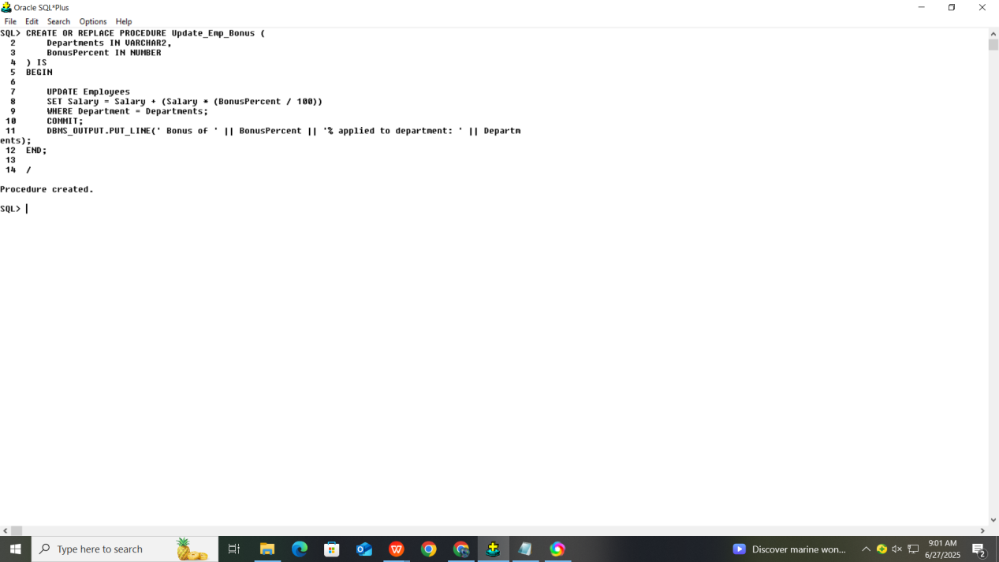 Oracle SQL*Plus
File Edit Search Options Help
SQL> CREATE OR REPLACE PROCEDURE Update_Emp_Bonus (
  2      Departments IN VARCHAR2,
  3      BonusPercent IN NUMBER
  4  ) IS
  5  BEGIN
  6
  7      UPDATE Employees
  8      SET Salary = Salary + (Salary * (BonusPercent / 100))
  9      WHERE Department = Departments;
 10      COMMIT;
 11      DBMS_OUTPUT.PUT_LINE(' Bonus of ' || BonusPercent || '% applied to department: ' || Departm
ents);
 12  END;
 13
 14  /
Procedure created.
SQL>
Type here to search
Discover marine won...
9:01 AM
6/27/2025
2